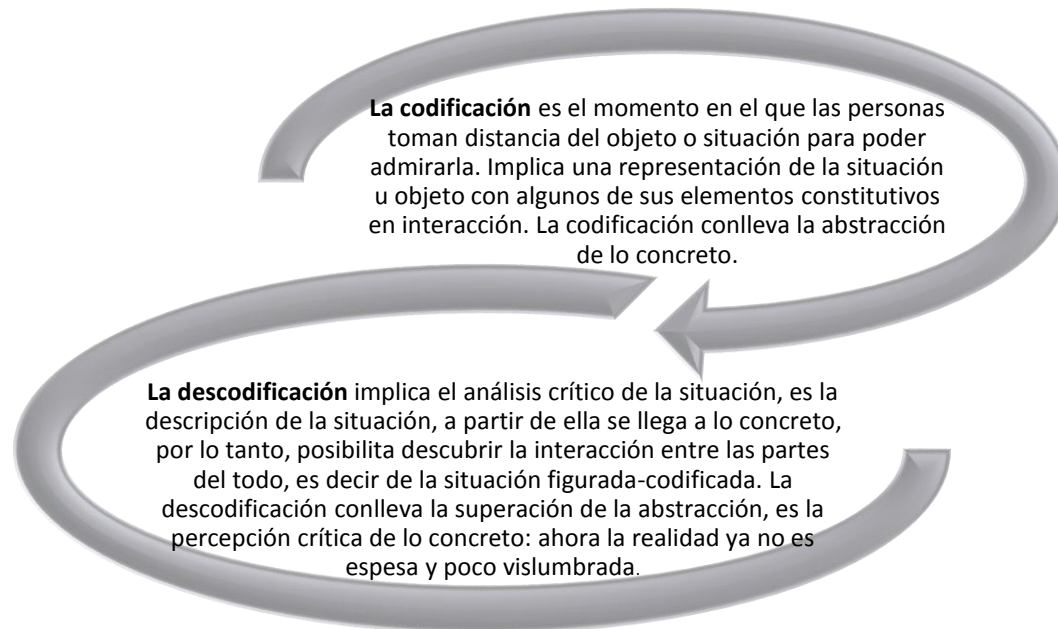 La codificación es el momento en el que las personas
toman distancia del objeto o situación para poder
admirarla. Implica una representación de la situación
u objeto con algunos de sus elementos constitutivos
en interacción. La codificación conlleva la abstracción
de lo concreto.
La descodificación implica el análisis crítico de la situación, es la
descripción de la situación, a partir de ella se llega a lo concreto,
por lo tanto, posibilita descubrir la interacción entre las partes
del todo, es decir de la situación figurada-codificada. La
descodificación conlleva la superación de la abstracción, es la
percepción crítica de lo concreto: ahora la realidad ya no es
espesa y poco vislumbrada.